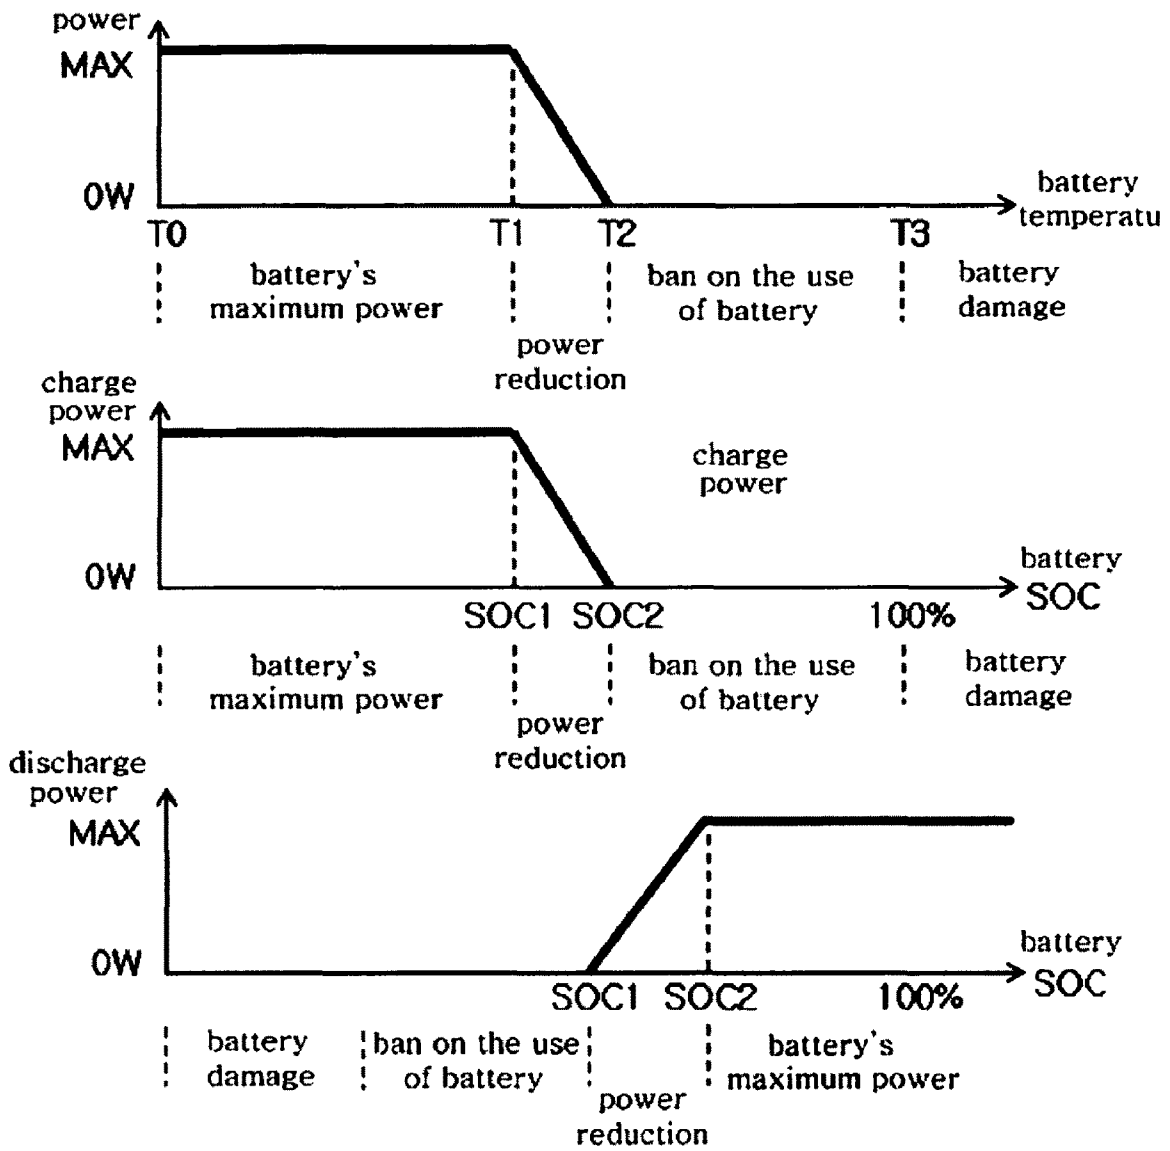 power
MAX
0W
battery
temperatu
T0 T1 T2 T3
battery's
maximum power
ban on the use
of battery
battery
damage
power
reduction
charge
power
MAX
charge
power
0W
battery
SOC
SOC1 SOC2 100%
battery's
maximum power
ban on the use
of battery
battery
damage
power
reduction
discharge
power
MAX
0W
battery
SOC
SOC1 SOC2 100%
battery
damage
ban on the use
of battery
battery's
maximum power
power
reduction